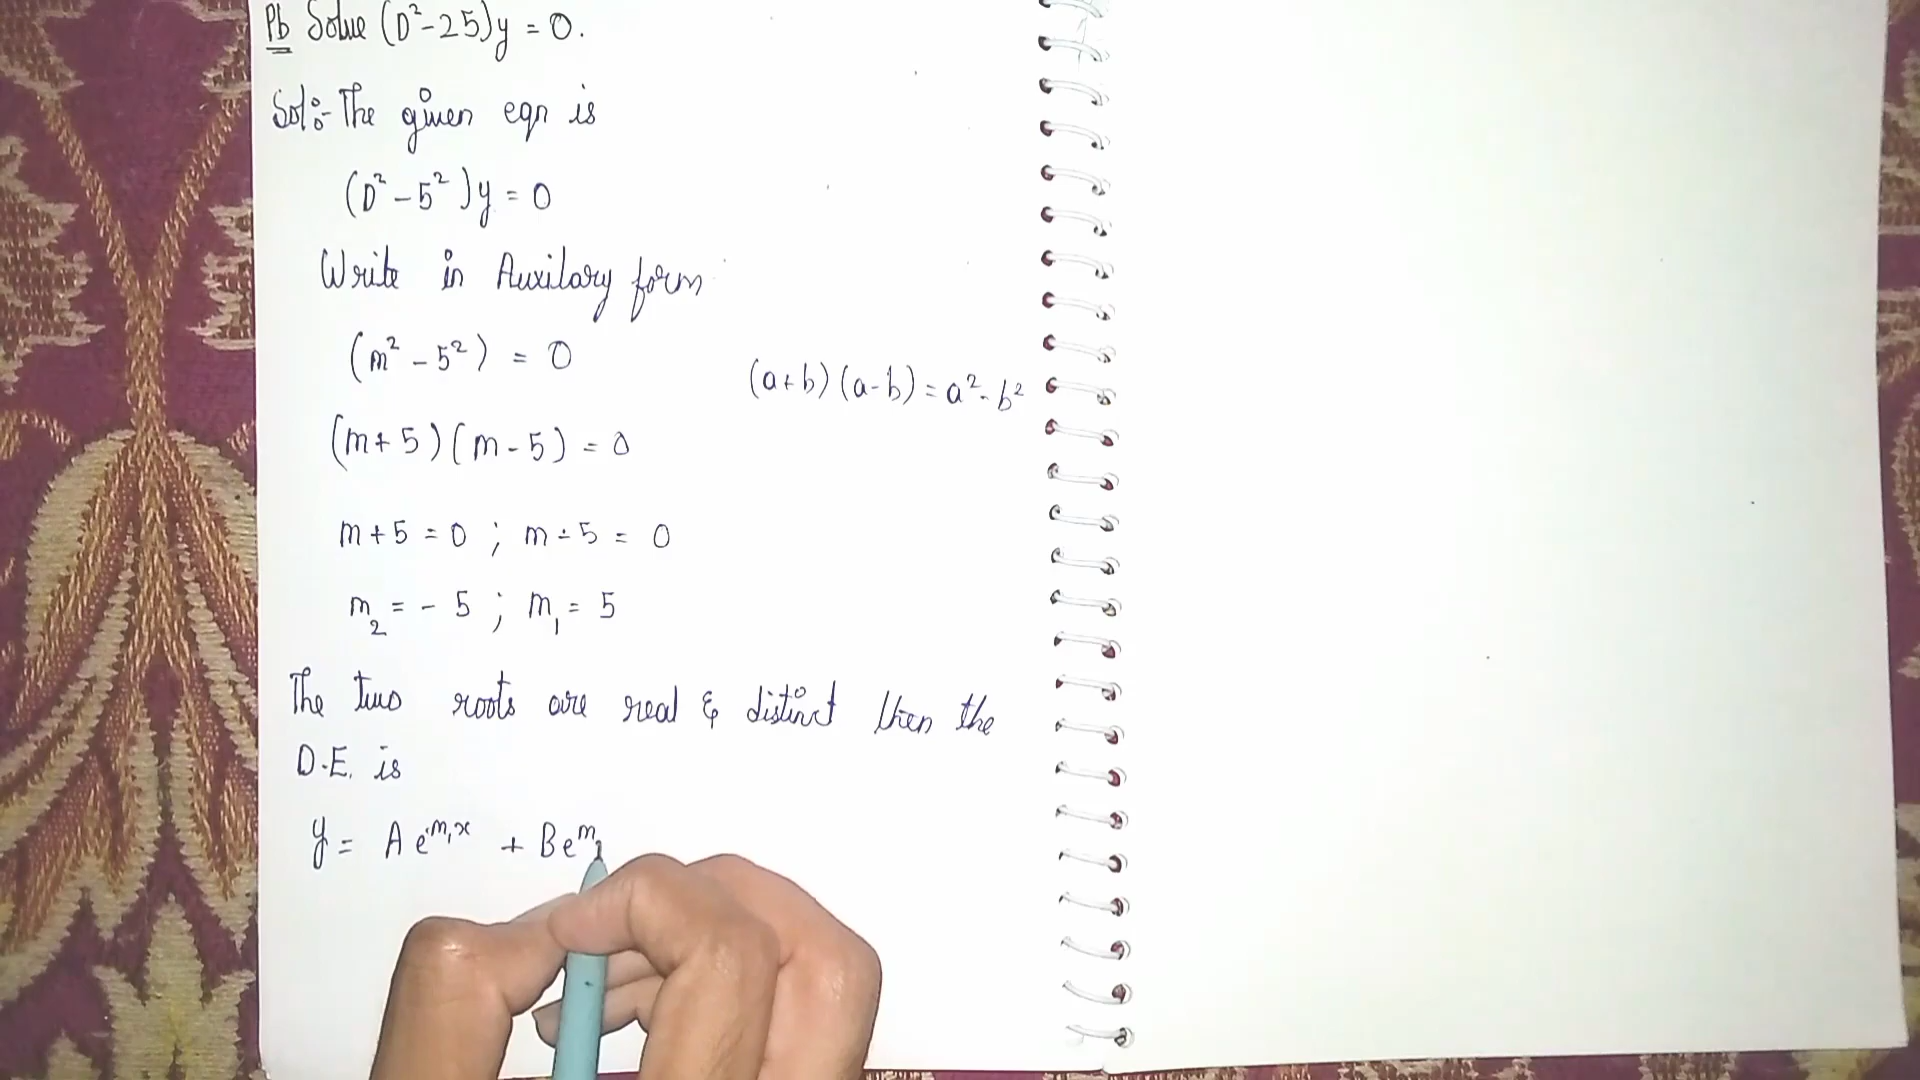 Pb Solve (D²-25)y = 0.
Sol:- The given eqn is
(D² - 5²)y = 0
Write in Auxilary form
(m² - 5²) = 0
(a+b)(a-b) = a² - b²
(m+5)(m-5) = 0
m+5 = 0 ; m-5 = 0
m₂ = -5 ; m₁ = 5
The two roots are real & distinct then the
D.E. is
y = Ae^m₁x + Be^m